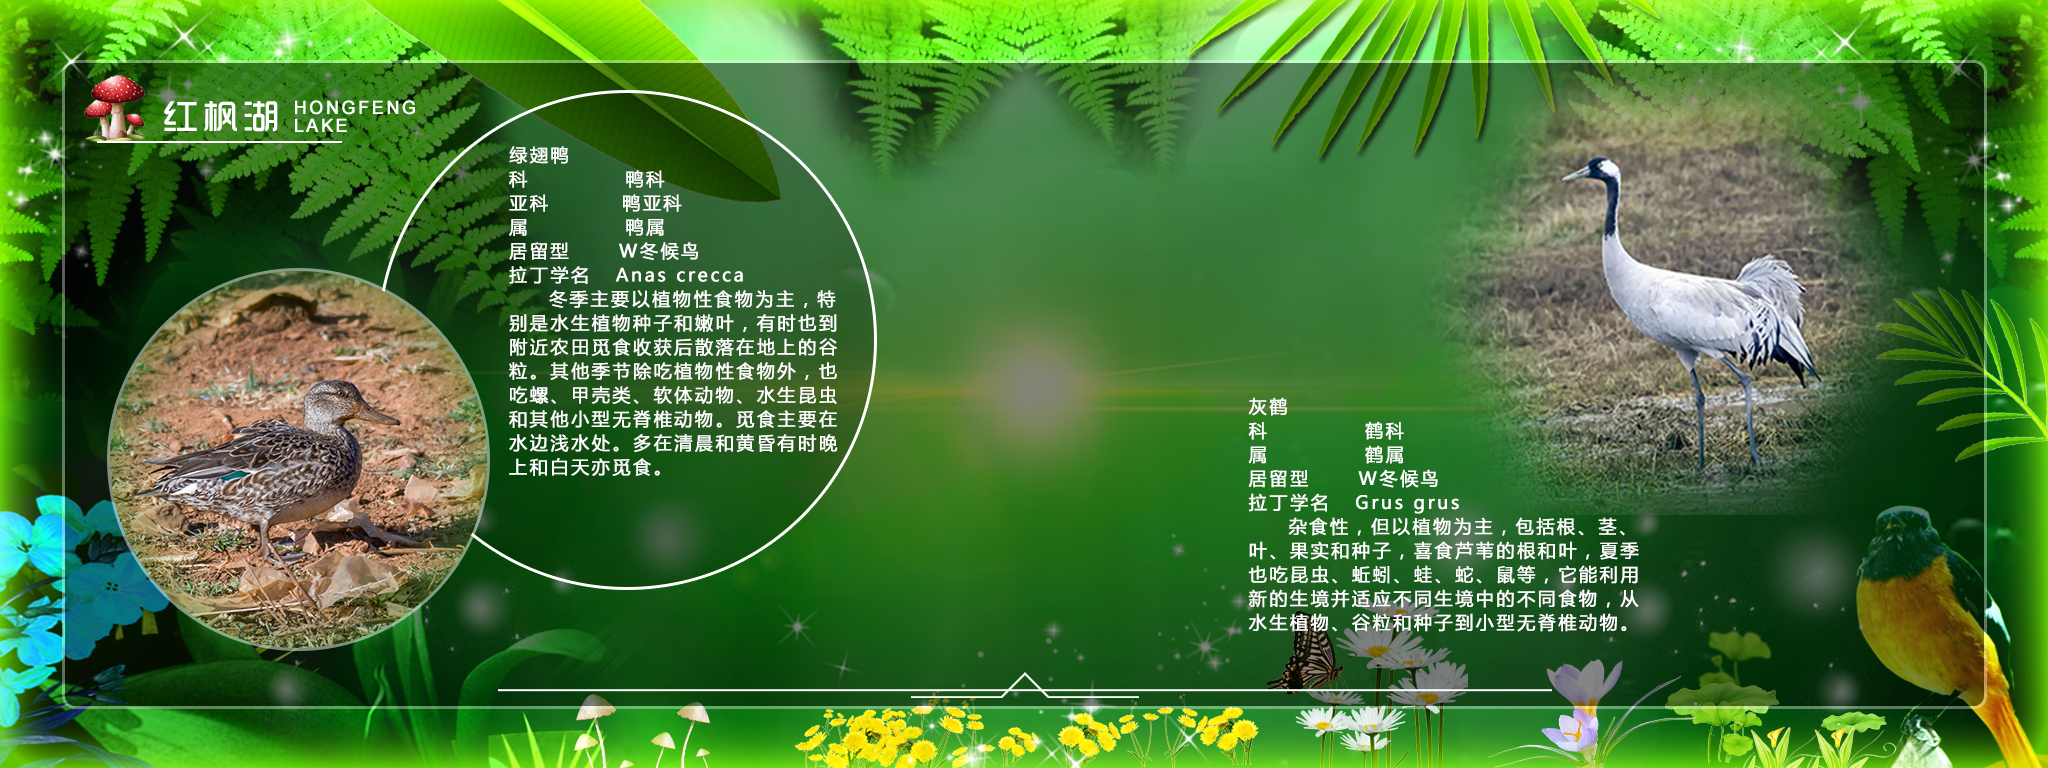 红枫湖 HONGFENG
LAKE
绿翅鸭
科 鸭科
亚科 鸭亚科
属 鸭属
居留型 W冬候鸟
拉丁学名 Anas crecca
冬季主要以植物性食物为主，特
别是水生植物种子和嫩叶，有时也到
附近农田觅食收获后散落在地上的谷
粒。其他季节除吃植物性食物外，也
吃螺、甲壳类、软体动物、水生昆虫
和其他小型无脊椎动物。觅食主要在
水边浅水处。多在清晨和黄昏有时晚
上和白天亦觅食。
灰鹤
科 鹤科
属 鹤属
居留型 W冬候鸟
拉丁学名 Grus grus
杂食性，但以植物为主，包括根、茎、
叶、果实和种子，喜食芦苇的根和叶，夏季
也吃昆虫、蚯蚓、蛙、蛇、鼠等，它能利用
新的生境并适应不同生境中的不同食物，从
水生植物、谷粒和种子到小型无脊椎动物。